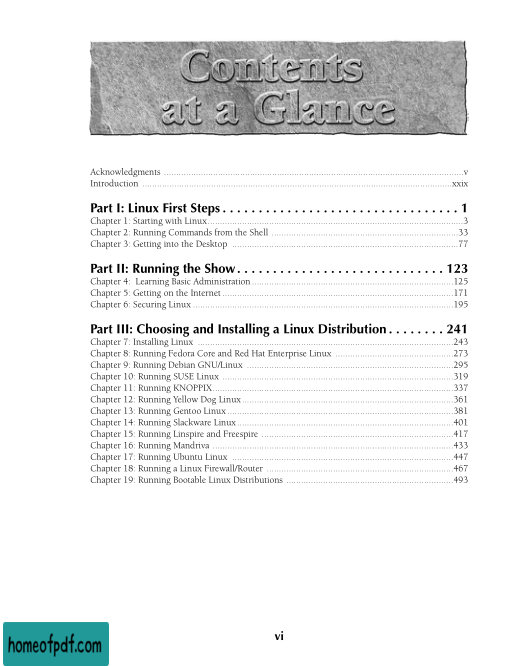 Contents
at a Glance
Acknowledgments ........................................ v
Introduction ........................................ xxix
Part I: Linux First Steps . . . . . . . . . . . . . . . . . . . . 1
Chapter 1: Starting with Linux ........................................ 3
Chapter 2: Running Commands from the Shell ........................................ 33
Chapter 3: Getting into the Desktop ........................................ 77
Part II: Running the Show . . . . . . . . . . . . . . . . . . . . 123
Chapter 4: Learning Basic Administration ........................................ 125
Chapter 5: Getting on the Internet ........................................ 171
Chapter 6: Securing Linux ........................................ 195
Part III: Choosing and Installing a Linux Distribution . . . . . . . . 241
Chapter 7: Installing Linux ........................................ 243
Chapter 8: Running Fedora Core and Red Hat Enterprise Linux ........................................ 273
Chapter 9: Running Debian GNU/Linux ........................................ 295
Chapter 10: Running SUSE Linux ........................................ 319
Chapter 11: Running KNOPPIX ........................................ 337
Chapter 12: Running Yellow Dog Linux ........................................ 361
Chapter 13: Running Gentoo Linux ........................................ 381
Chapter 14: Running Slackware Linux ........................................ 401
Chapter 15: Running Linspire and Freespire ........................................ 417
Chapter 16: Running Mandriva ........................................ 433
Chapter 17: Running Ubuntu Linux ........................................ 447
Chapter 18: Running a Linux Firewall/Router ........................................ 467
Chapter 19: Running Bootable Linux Distributions ........................................ 493
vi
homeofpdf.com